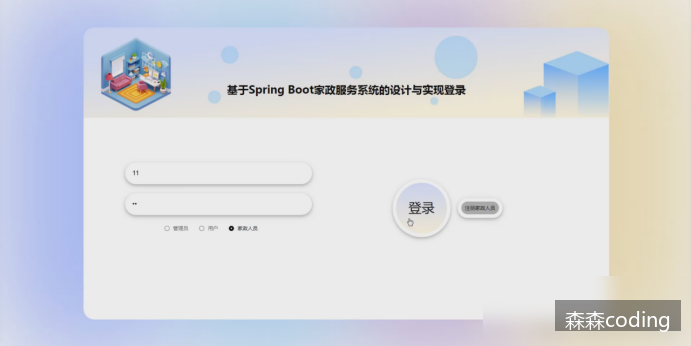 基于Spring Boot家政服务系统的设计与实现登录
11
••
管理员 用户 家政人员
登录
注册家政人员
森森coding